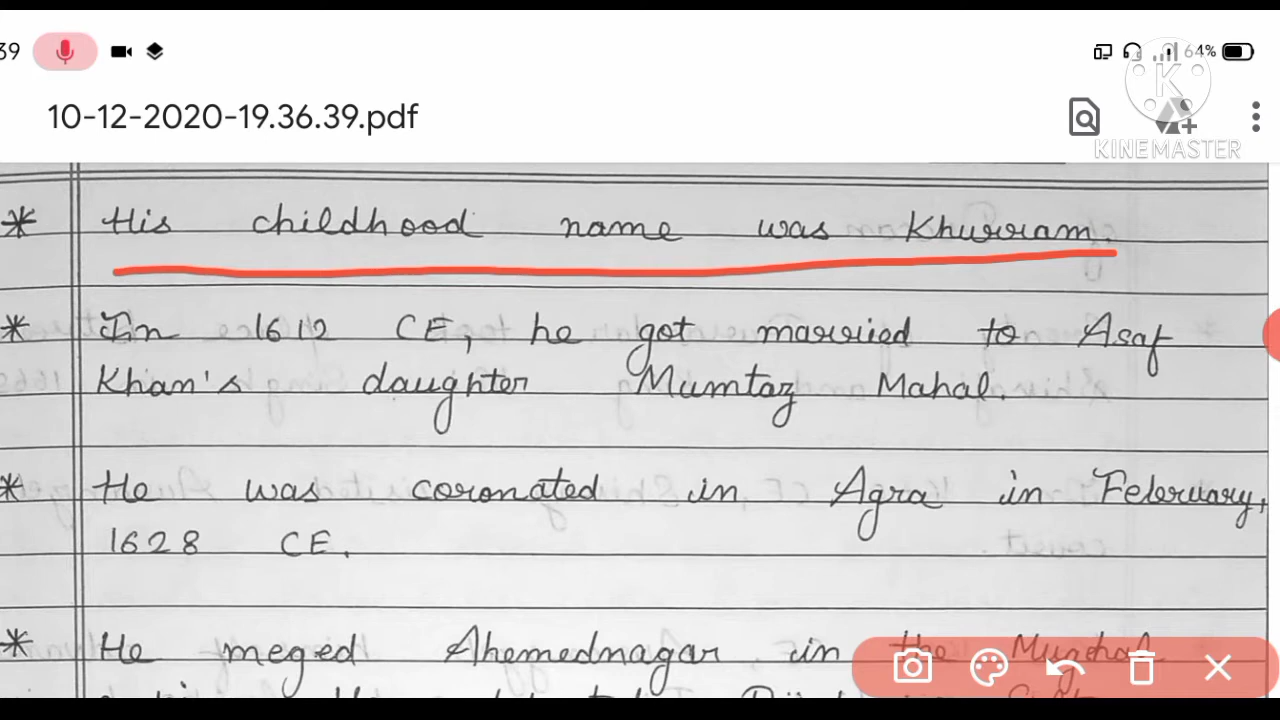 39
64%
10-12-2020-19.36.39.pdf
KINEMASTER
* His childhood name was Khurram.
* In 1612 CE, he got married to Asaf
Khan's daughter Mumtaz Mahal.
* He was coronated in Agra in February,
1628 CE.
* He meged Ahemednagar in the Mughal